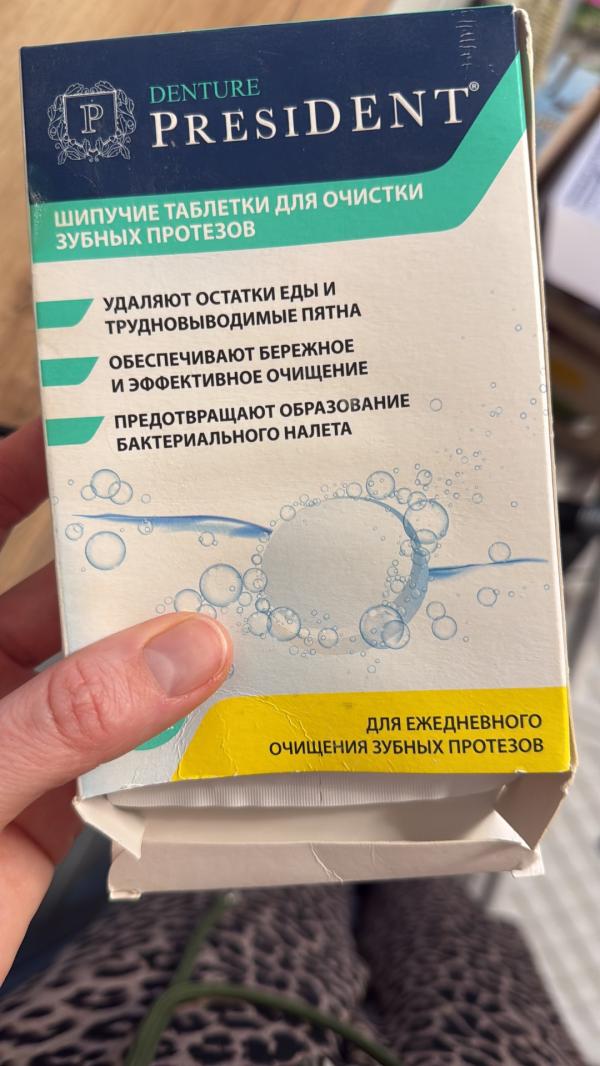 DENTURE
P
PRESIDENT®
ШИПУЧИЕ ТАБЛЕТКИ ДЛЯ ОЧИСТКИ
ЗУБНЫХ ПРОТЕЗОВ
УДАЛЯЮТ ОСТАТКИ ЕДЫ И
ТРУДНОВЫВОДИМЫЕ ПЯТНА
ОБЕСПЕЧИВАЮТ БЕРЕЖНОЕ
И ЭФФЕКТИВНОЕ ОЧИЩЕНИЕ
ПРЕДОТВРАЩАЮТ ОБРАЗОВАНИЕ
БАКТЕРИАЛЬНОГО НАЛЕТА
ДЛЯ ЕЖЕДНЕВНОГО
ОЧИЩЕНИЯ ЗУБНЫХ ПРОТЕЗОВ